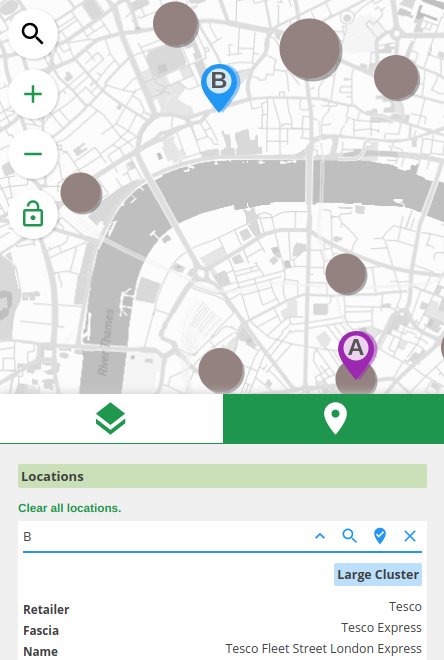 B
A
River Thames
Locations
Clear all locations.
B
Large Cluster
Retailer Tesco
Fascia Tesco Express
Name Tesco Fleet Street London Express